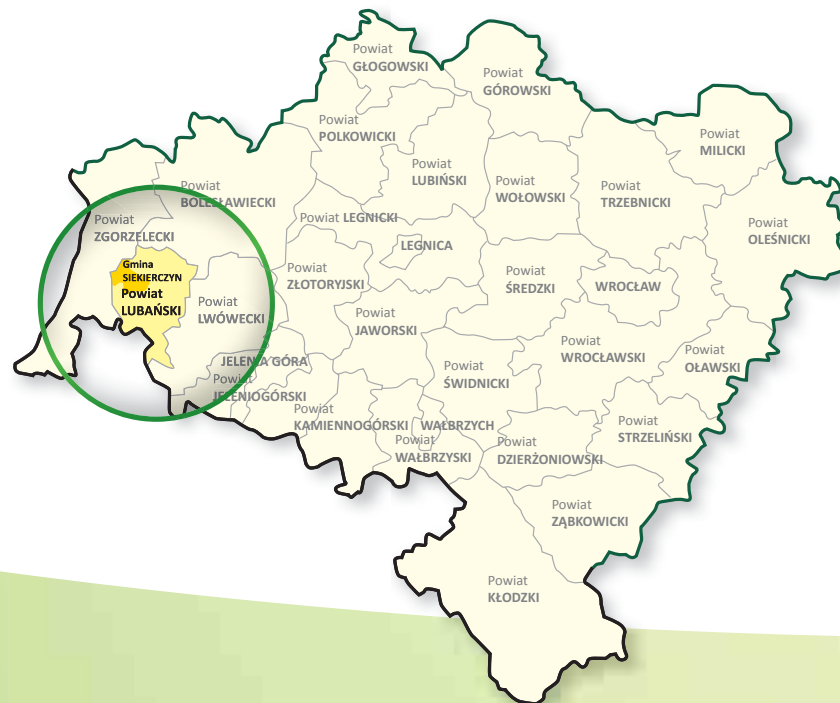 Powiat
GŁOGOWSKI
Powiat
GÓROWSKI
Powiat
POLKOWICKI
Powiat
MILICKI
Powiat
LUBIŃSKI
Powiat
WOŁOWSKI
Powiat
TRZEBNICKI
Powiat
BOLESŁAWIECKI
Powiat
ZGORZELECKI
Powiat LEGNICKI
Powiat
OLEŚNICKI
LEGNICA
Gmina
SIEKIERCZYN
Powiat
LUBAŃSKI
Powiat
ZŁOTORYJSKI
Powiat
ŚREDZKI
WROCŁAW
Powiat
LWÓWECKI
Powiat
JAWORSKI
Powiat
WROCŁAWSKI
Powiat
OŁAWSKI
JELENIA GÓRA
Powiat
JELENIOGÓRSKI
Powiat
ŚWIDNICKI
Powiat
KAMIENNOGÓRSKI
WAŁBRZYCH
Powiat
STRZELIŃSKI
Powiat
WAŁBRZYSKI
Powiat
DZIERŻONIOWSKI
Powiat
ZĄBKOWICKI
Powiat
KŁODZKI